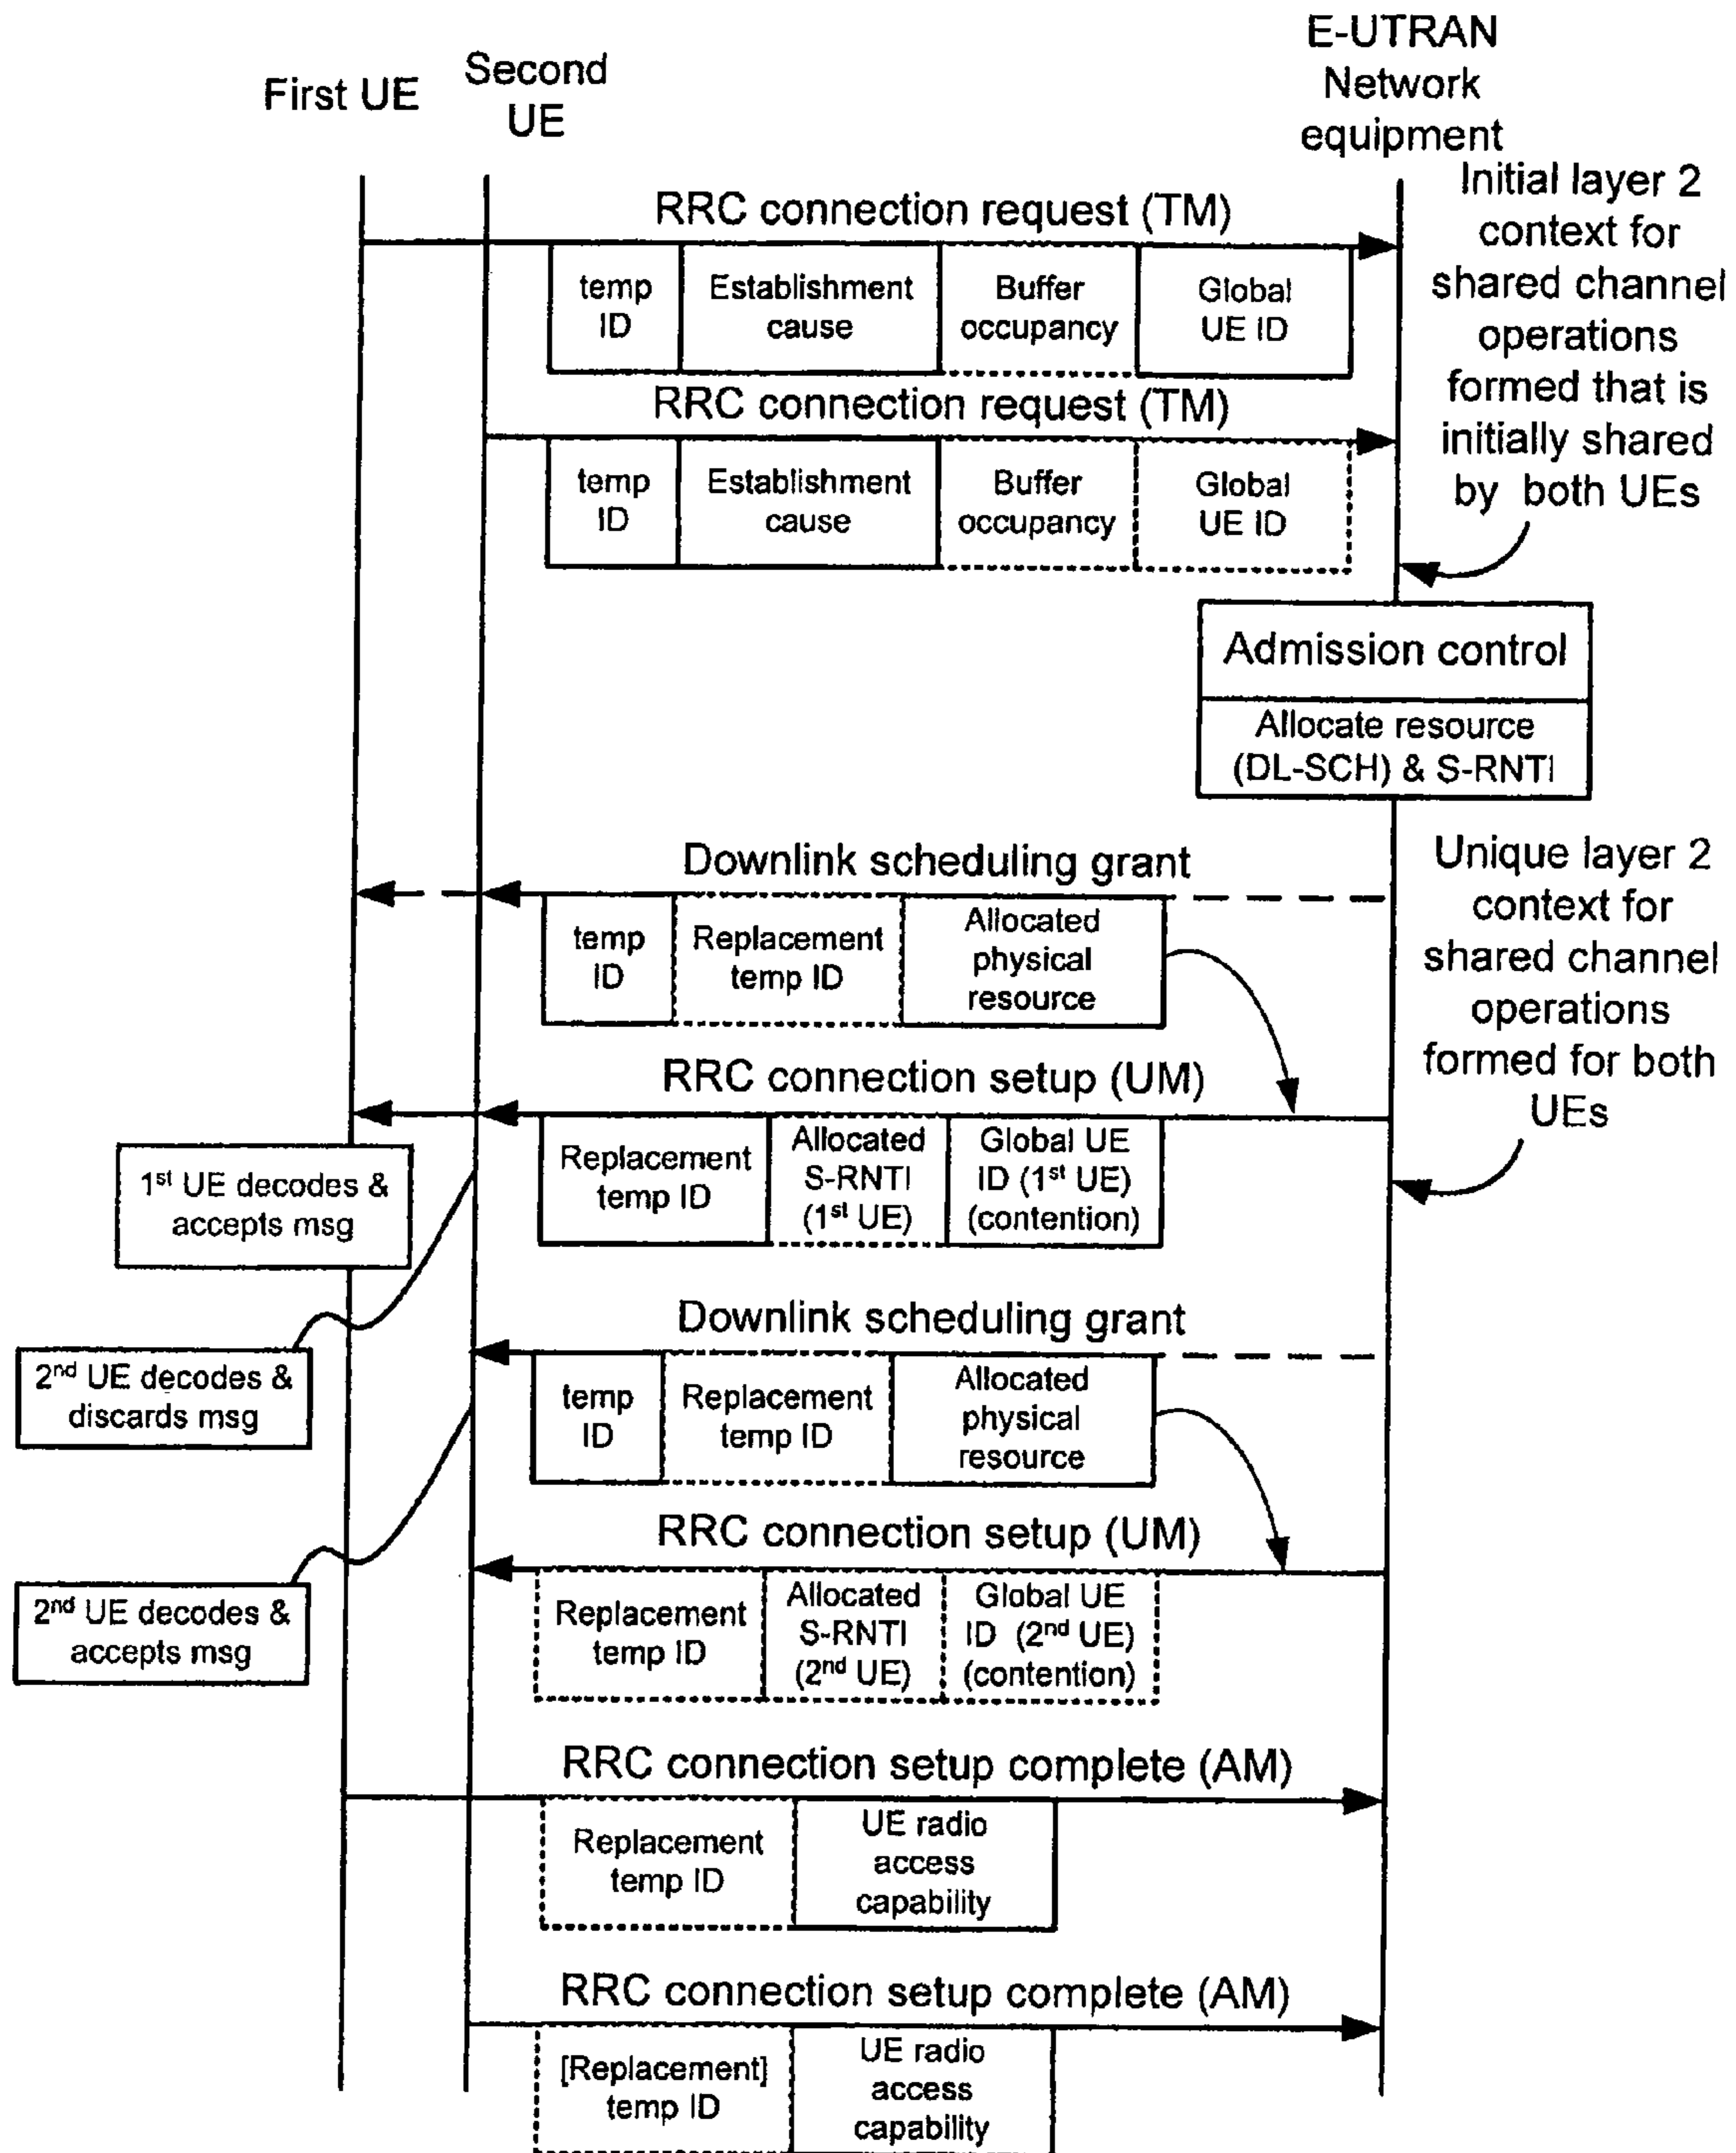 First UE
Second
UE
E-UTRAN
Network
equipment
Initial layer 2
context for
shared channel
operations
formed that is
initially shared
by both UEs
RRC connection request (TM)
temp
ID
Establishment
cause
Buffer
occupancy
Global
UE ID
RRC connection request (TM)
temp
ID
Establishment
cause
Buffer
occupancy
Global
UE ID
Admission control
Allocate resource
(DL-SCH) & S-RNTI
Unique layer 2
context for
shared channel
operations
formed for both
UEs
Downlink scheduling grant
temp
ID
Replacement
temp ID
Allocated
physical
resource
RRC connection setup (UM)
Replacement
temp ID
Allocated
S-RNTI
(1st UE)
Global UE
ID (1st UE)
(contention)
1st UE decodes &
accepts msg
2nd UE decodes &
discards msg
Downlink scheduling grant
temp
ID
Replacement
temp ID
Allocated
physical
resource
RRC connection setup (UM)
Replacement
temp ID
Allocated
S-RNTI
(2nd UE)
Global UE
ID (2nd UE)
(contention)
2nd UE decodes &
accepts msg
RRC connection setup complete (AM)
Replacement
temp ID
UE radio
access
capability
RRC connection setup complete (AM)
[Replacement]
temp ID
UE radio
access
capability